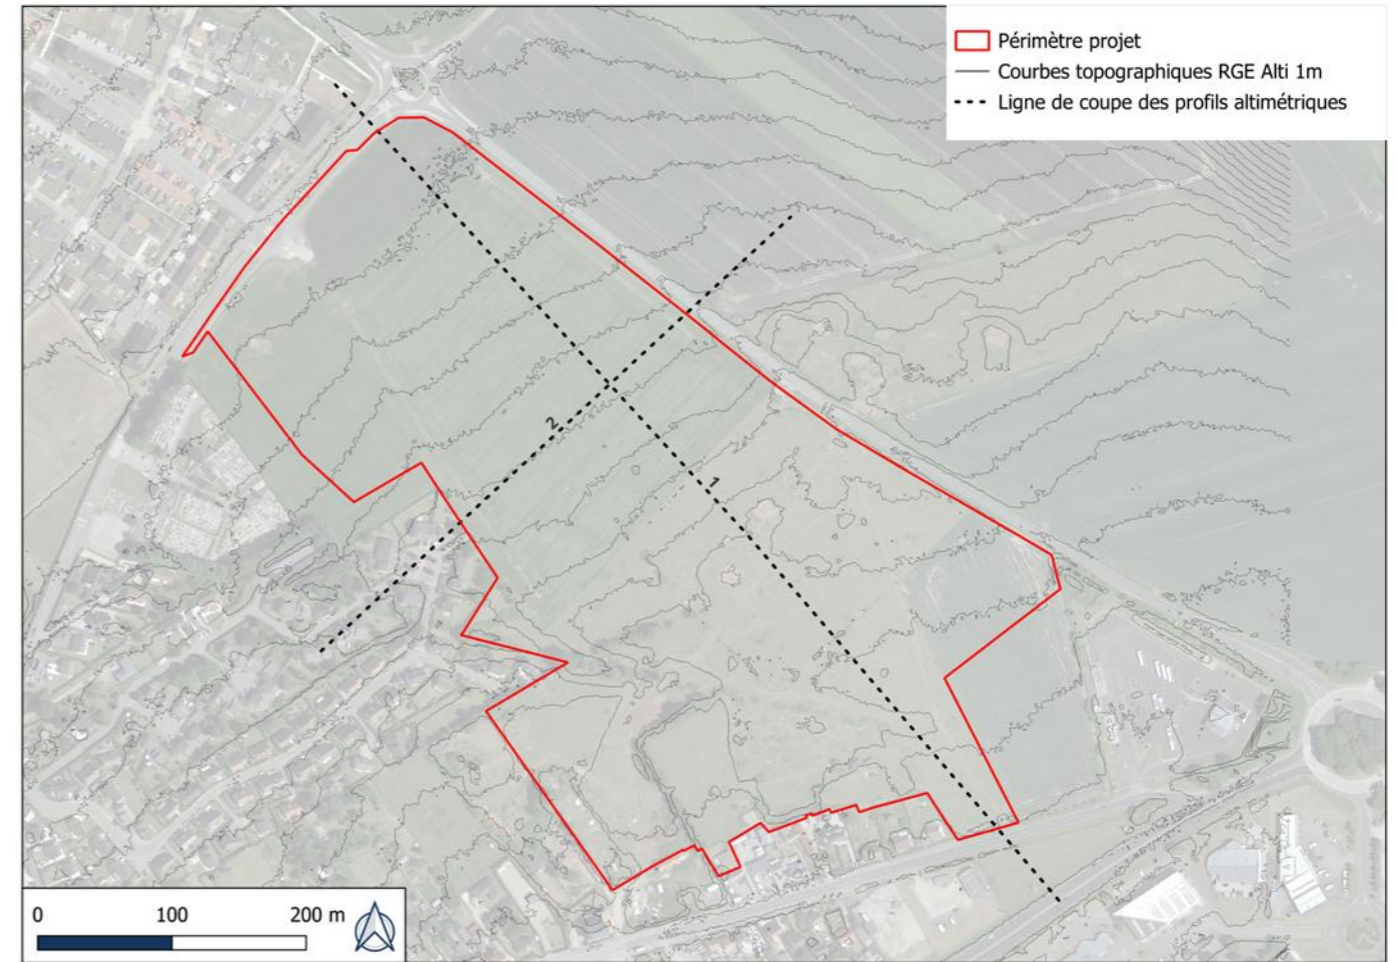 Périmètre projet
Courbes topographiques RGE Alti 1m
Ligne de coupe des profils altimétriques
2
1
0 100 200 m